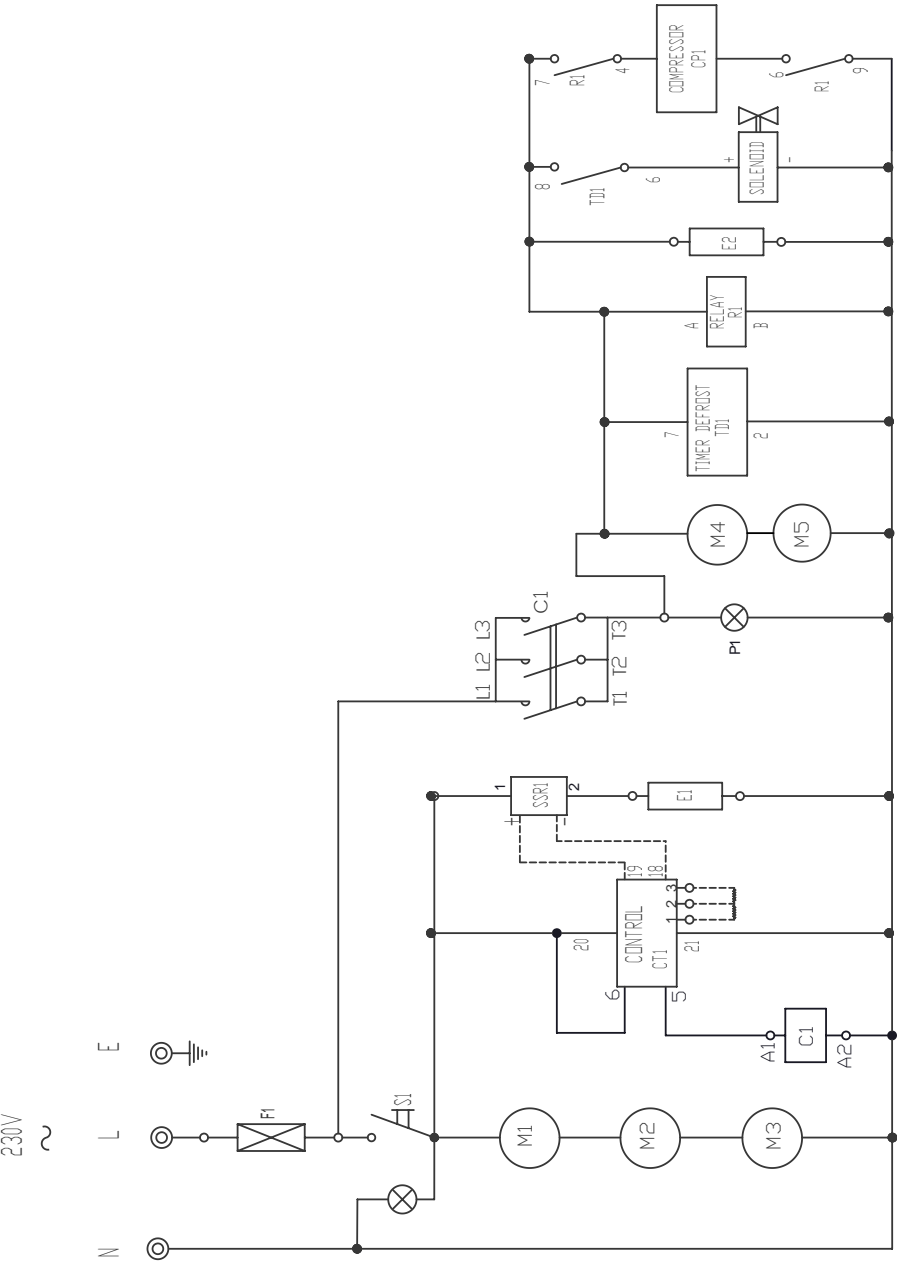 230V
~
N
L
E
F1
S1
M1
M2
M3
A1
C1
A2
6
5
CONTROL
CT1
20
21
1
2
3
19
18
+
-
SSR1
1
2
E1
L1
L2
L3
C1
T1
T2
T3
P1
M4
M5
7
TIMER DEFROST
TD1
2
A
RELAY
R1
B
E2
8
TD1
6
+
SOLENOID
-
7
R1
4
COMPRESSOR
CP1
6
R1
9